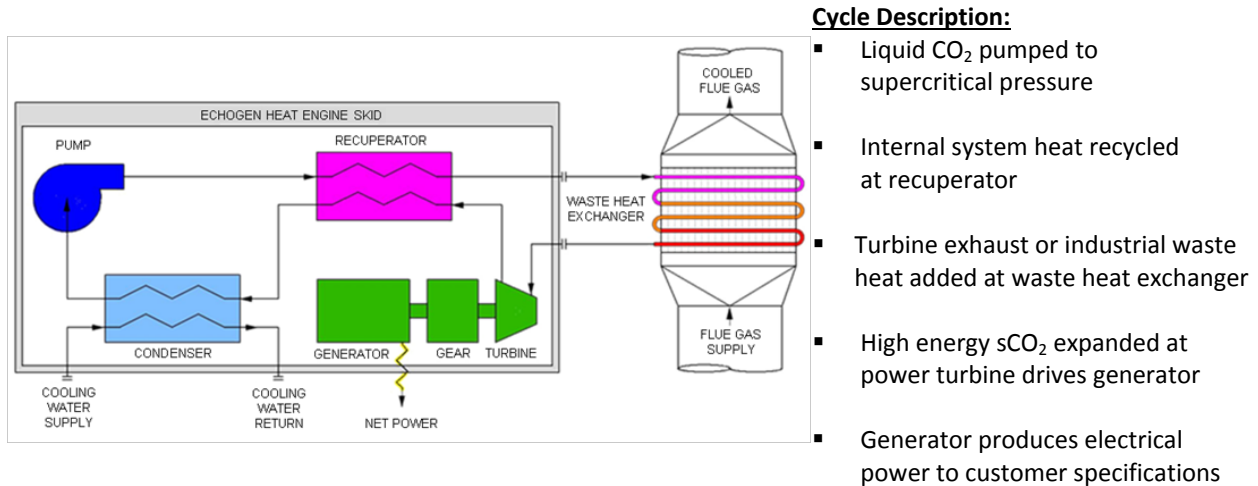 Cycle Description:
▪ Liquid CO₂ pumped to
supercritical pressure
▪ Internal system heat recycled
at recuperator
▪ Turbine exhaust or industrial waste
heat added at waste heat exchanger
▪ High energy sCO₂ expanded at
power turbine drives generator
▪ Generator produces electrical
power to customer specifications
ECHOGEN HEAT ENGINE SKID
PUMP
RECUPERATOR
CONDENSER
GENERATOR
GEAR
TURBINE
COOLING
WATER
SUPPLY
COOLING
WATER
RETURN
NET POWER
WASTE HEAT
EXCHANGER
COOLED
FLUE GAS
FLUE GAS
SUPPLY